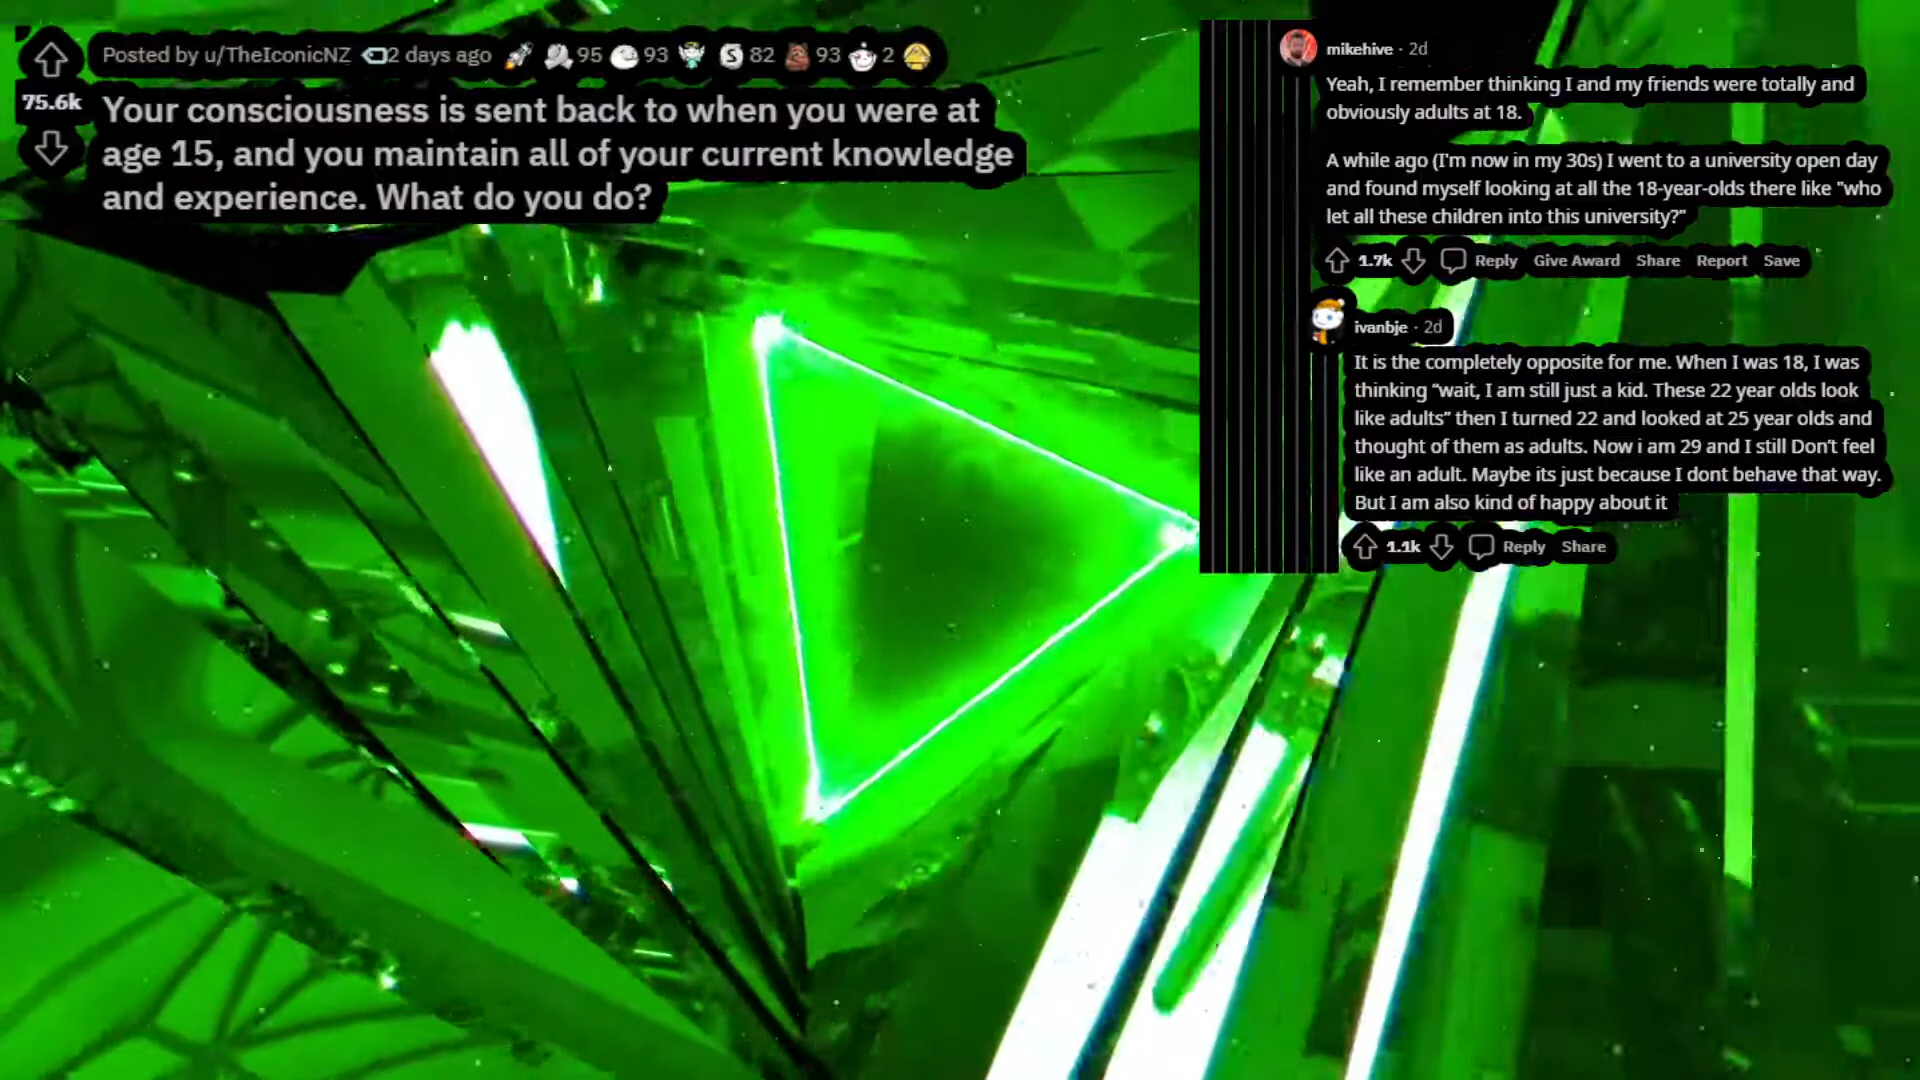 Posted by u/TheIconicNZ 2 days ago 95 93 S 82 93 2
75.6k
Your consciousness is sent back to when you were at
age 15, and you maintain all of your current knowledge
and experience. What do you do?
mikehive · 2d
Yeah, I remember thinking I and my friends were totally and
obviously adults at 18.
A while ago (I'm now in my 30s) I went to a university open day
and found myself looking at all the 18-year-olds there like "who
let all these children into this university?"
1.7k Reply Give Award Share Report Save
ivanbje · 2d
It is the completely opposite for me. When I was 18, I was
thinking “wait, I am still just a kid. These 22 year olds look
like adults” then I turned 22 and looked at 25 year olds and
thought of them as adults. Now i am 29 and I still Don’t feel
like an adult. Maybe its just because I dont behave that way.
But I am also kind of happy about it
1.1k Reply Share